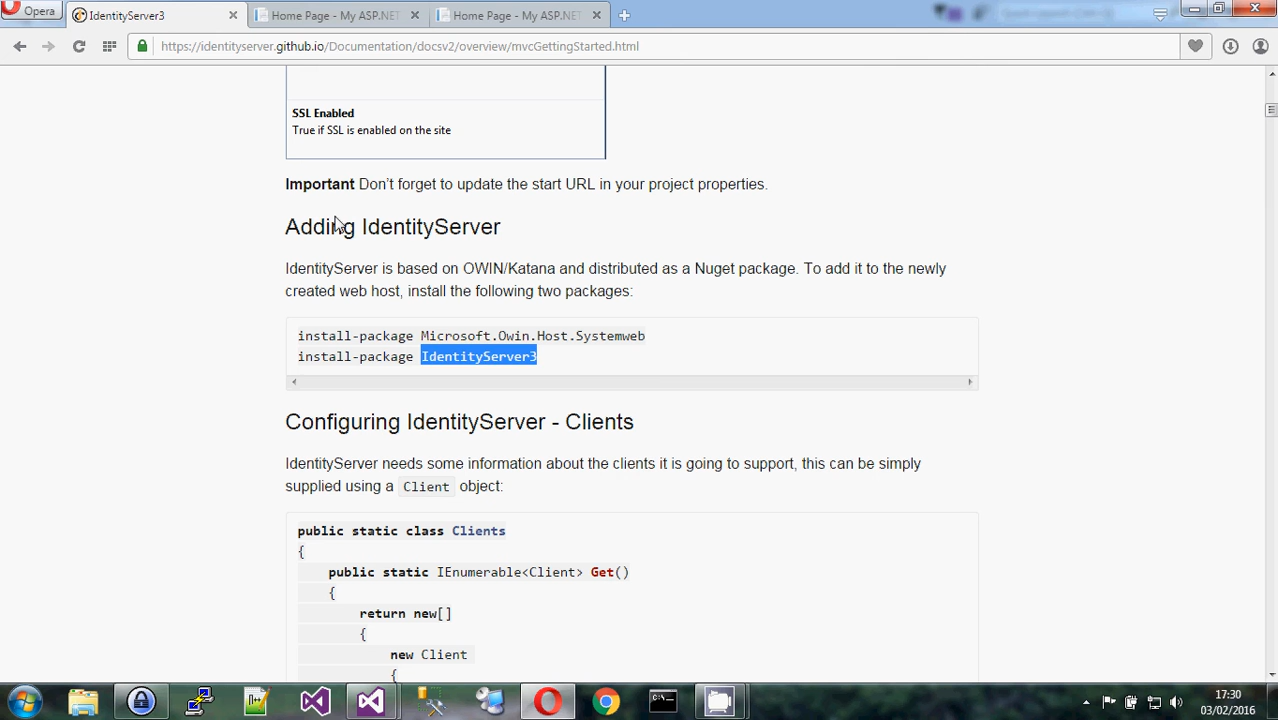 Opera
IdentityServer3
Home Page - My ASP.NET
Home Page - My ASP.NET
https://identityserver.github.io/Documentation/docsv2/overview/mvcGettingStarted.html
SSL Enabled
True if SSL is enabled on the site
Important Don't forget to update the start URL in your project properties.
Adding IdentityServer
IdentityServer is based on OWIN/Katana and distributed as a Nuget package. To add it to the newly
created web host, install the following two packages:
install-package Microsoft.Owin.Host.Systemweb
install-package IdentityServer3
Configuring IdentityServer - Clients
IdentityServer needs some information about the clients it is going to support, this can be simply
supplied using a Client object:
public static class Clients
{
public static IEnumerable<Client> Get()
{
return new[]
{
new Client
{
17:30
03/02/2016